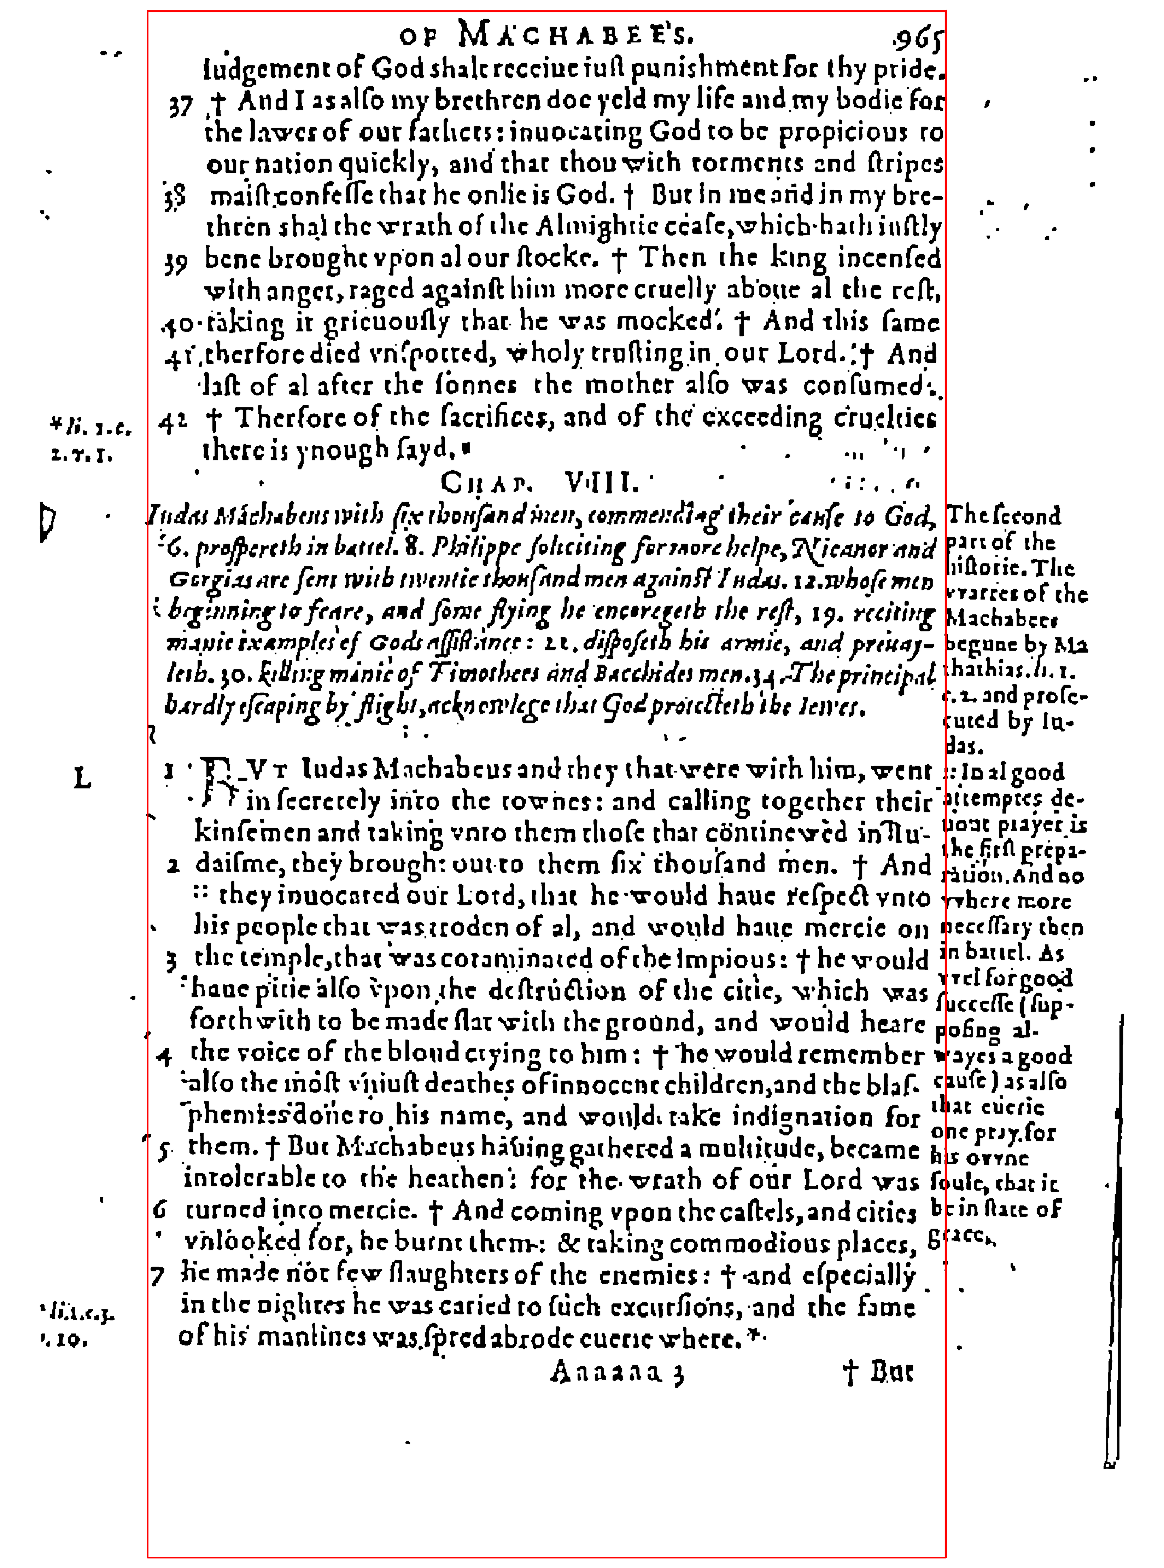 OF MACHABEES. 965
iudgement of God shalt receiue iust punishment for thy pride.
37 † And I as also my brethren doe yeld my life and my bodie for
the lawes of our fathers: inuocating God to be propicious to
our nation quickly, and that thou with torments and stripes
38 maist confesse that he onlie is God. † But in me and in my bre-
thren shal the wrath of the Almightie cease, which hath iustly
39 bene brought vpon al our stocke. † Then the king incensed
with anger, raged against him more cruelly aboue al the rest,
40 taking it grieuously that he was mocked. † And this same
41 therfore died vnspotted, wholy trusting in our Lord. † And
last of al after the sonnes the mother also was consumed.
42 † Therfore of the sacrifices, and of the exceeding cruelties
there is ynough sayd.
*li. 1. c.
2. v. 1.
CHAP. VIII.
Iudas Machabeus with six thousand men, commending their cause to God,
6. prospereth in battel. 8. Philippe soliciting for more helpe, Nicanor and
Gorgias are sent with twentie thousand men against Iudas. 12. whose men
beginning to feare, and some flying he encoregeth the rest, 19. reciting
manie examples of Gods assistance: 21. disposeth his armie, and preuay-
leth. 30. killing manie of Timothees and Bacchides men. 34. The principal
hardly escaping by flight, acknowlege that God protecteth the Iewes.
The second
part of the
historie. The
warres of the
Machabees
begune by Ma
thathias. li. 1.
c. 2. and prose-
cuted by Iu-
das.
L
1 BVT Iudas Machabeus and they that were with him, went
in secretely into the townes: and calling together their
kinsemen and taking vnto them those that continewed in Iu-
2 daisme, they brought out to them six thousand men. † And
:: they inuocated our Lord, that he would haue respect vnto
his people that was troden of al, and would haue mercie on
3 the temple, that was contaminated of the impious: † he would
haue pitie also vpon the destruction of the citie, which was
forthwith to be made flat with the ground, and would heare
4 the voice of the bloud crying to him: † he would remember
also the most vniust deathes of innocent children, and the blas-
phemies done to his name, and would take indignation for
5 them. † But Machabeus hauing gathered a multitude, became
intolerable to the heathen: for the wrath of our Lord was
6 turned into mercie. † And coming vpon the castels, and cities
vnlooked for, he burnt them: & taking commodious places,
7 he made not few slaughters of the enemies: † and especially
in the nightes he was caried to such excursions, and the fame
of his manlines was spred abrode euerie where.*
:: In al good
attemptes de-
uout prayer is
the first prepa-
ration. And no
where more
necessary then
in battel. As
wel for good
successe (sup-
posing al-
wayes a good
cause) as also
that euerie
one pray for
his owne
soule, that it
be in state of
grace.
*li. 1. c. 3.
v. 10.
Aaaaaa 3 † But